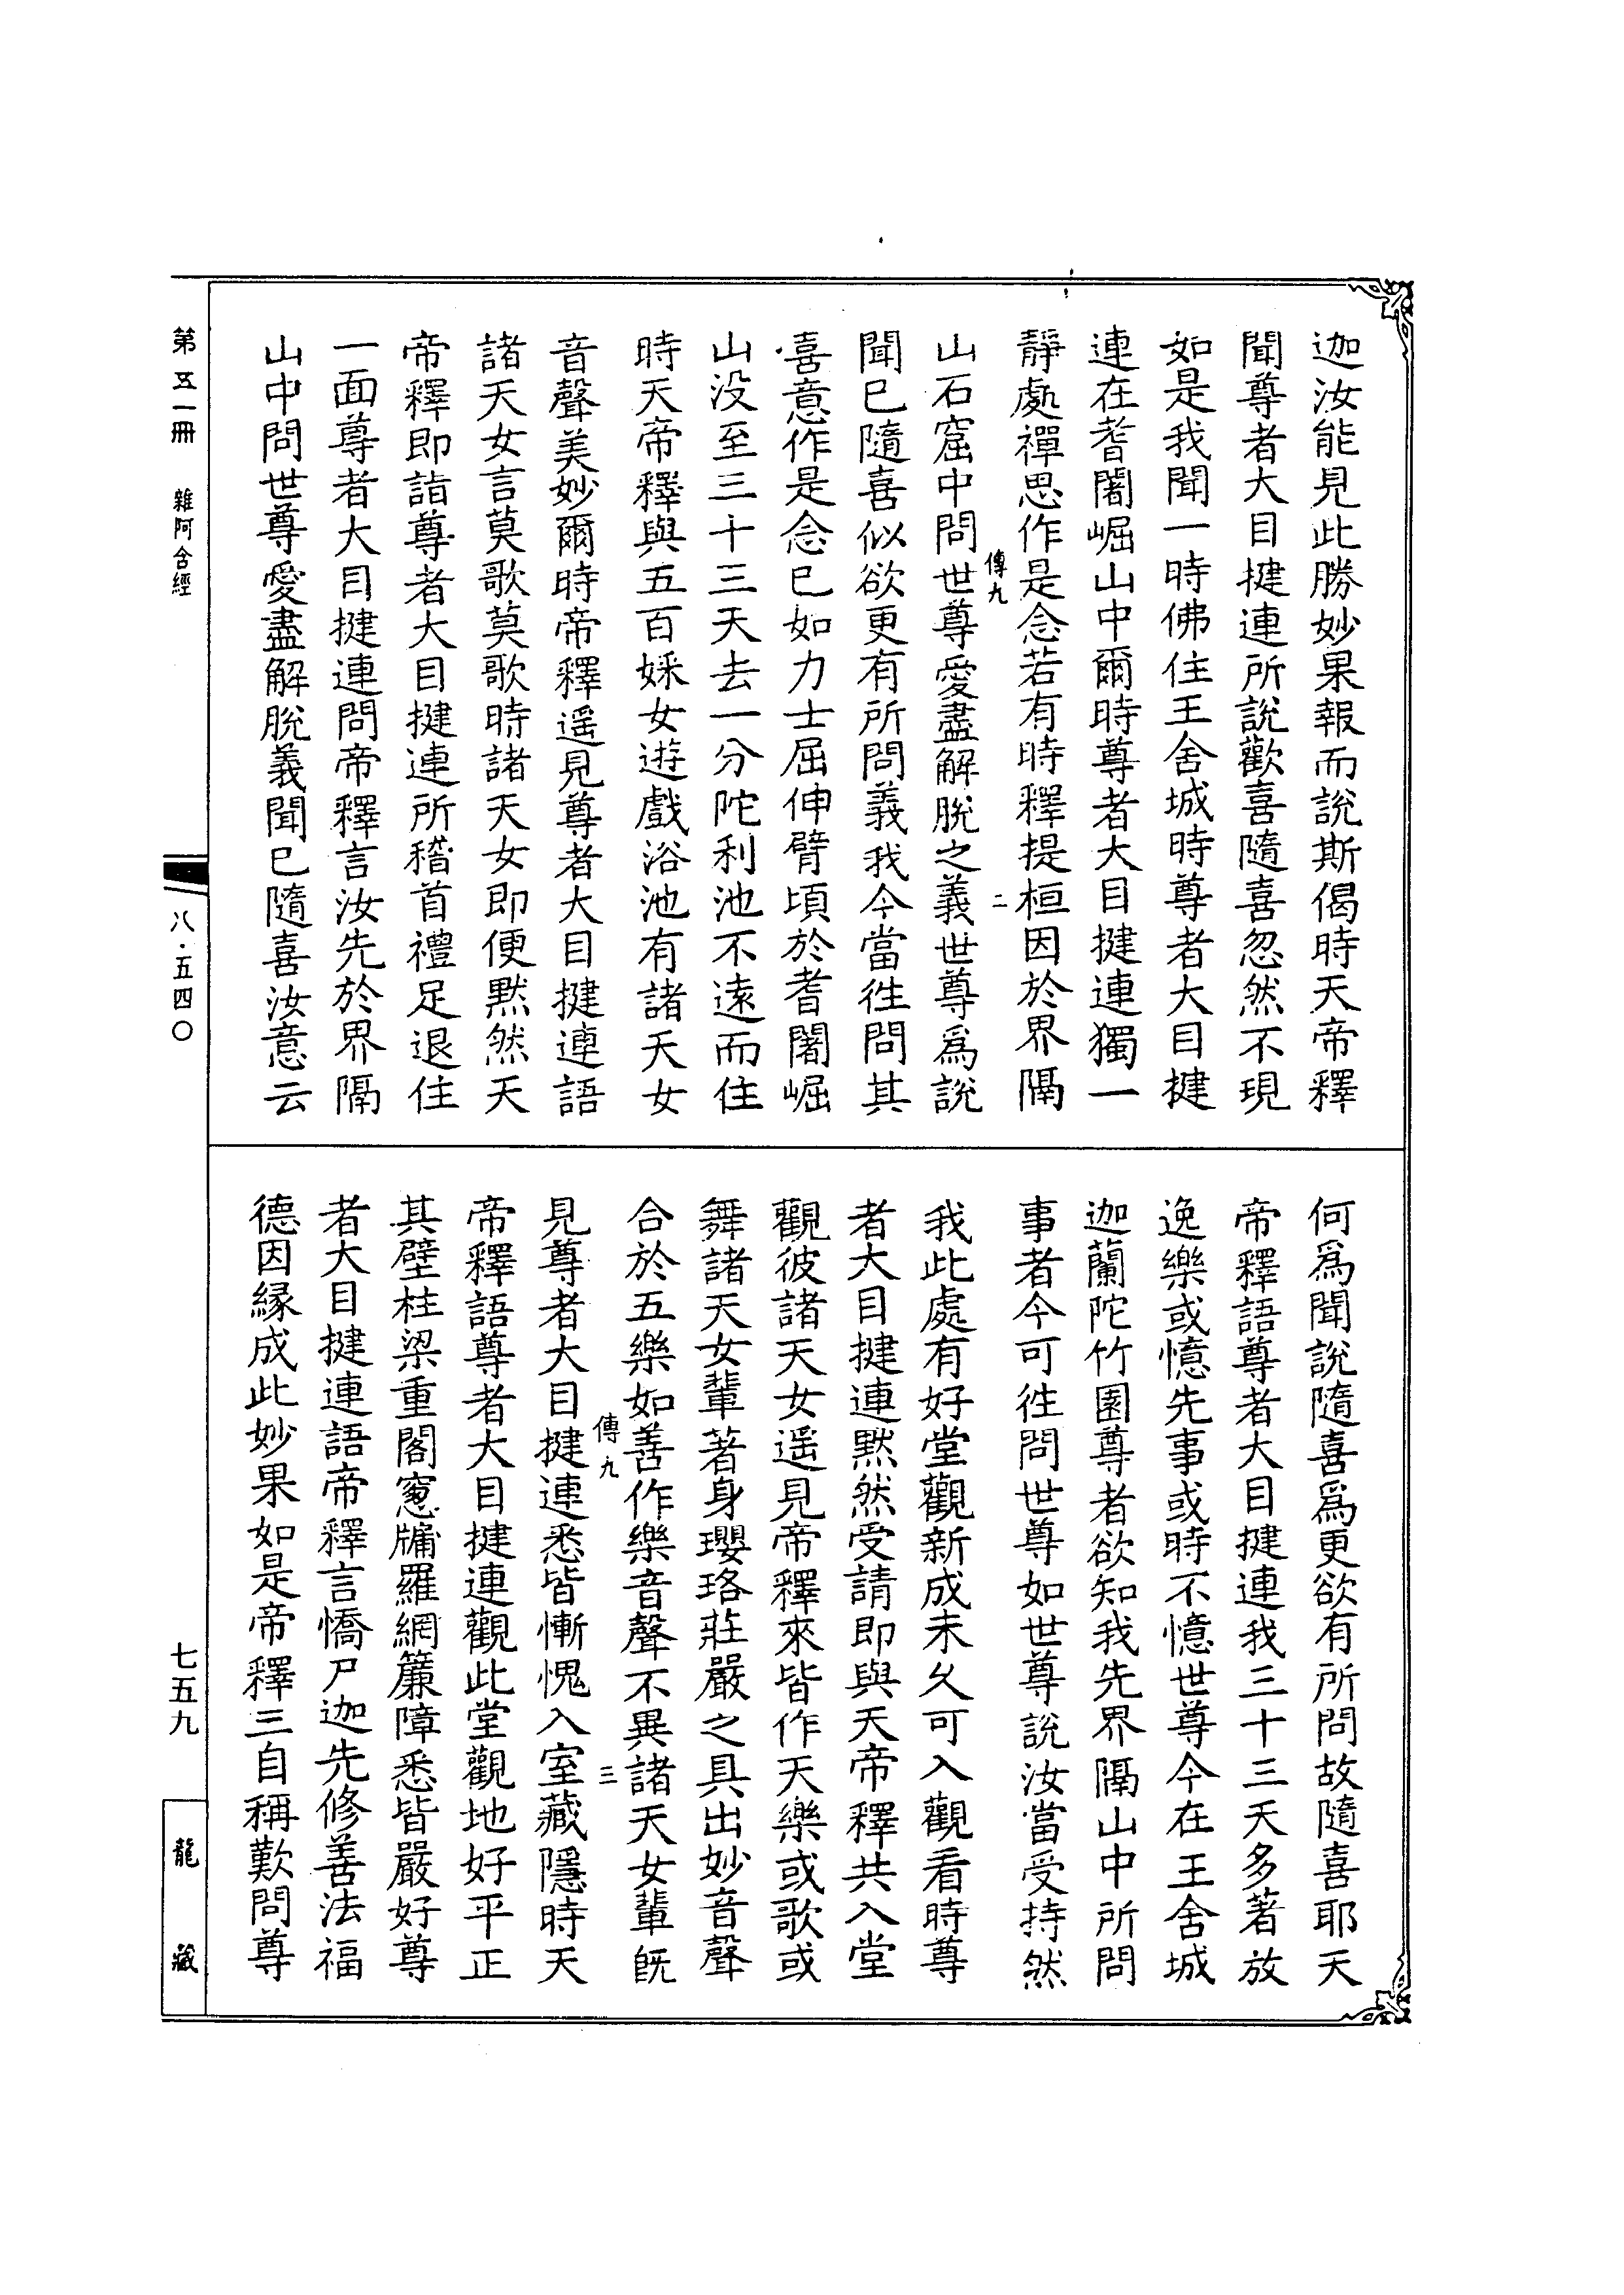 迦汝能見此勝妙果報而說斯偈時天帝釋
聞尊者大目揵連所說歡喜隨喜忽然不現
如是我聞一時佛住王舍城時尊者大目揵
連在耆闍崛山中爾時尊者大目揵連獨一
靜處禪思作是念若有時釋提桓因於界隔
傳九
二
山石窟中問世尊愛盡解脫之義世尊為說
聞已隨喜似欲更有所問義我今當徃問其
喜意作是念已如力士屈伸臂頃於耆闍崛
山没至三十三天去一分陀利池不遠而住
時天帝釋與五百婇女遊戲浴池有諸天女
音聲美妙爾時帝釋遥見尊者大目揵連語
諸天女言莫歌莫歌時諸天女即便默然天
帝釋即詣尊者大目揵連所稽首禮足退住
一面尊者大目揵連問帝釋言汝先於界隔
山中問世尊愛盡解脫義聞已隨喜汝意云
何為聞說隨喜為更欲有所問故隨喜耶天
帝釋語尊者大目揵連我三十三天多著放
逸樂或憶先事或時不憶世尊今在王舍城
迦蘭陀竹園尊者欲知我先界隔山中所問
事者今可徃問世尊如世尊說汝當受持然
我此處有好堂觀新成未久可入觀看時尊
者大目揵連默然受請即與天帝釋共入堂
觀彼諸天女遥見帝釋來皆作天樂或歌或
舞諸天女輩著身瓔珞莊嚴之具出妙音聲
合於五樂如善作樂音聲不異諸天女輩既
傳九
三
見尊者大目揵連悉皆慚愧入室藏隱時天
帝釋語尊者大目揵連觀此堂觀地好平正
其壁柱梁重閣窻牖羅網簾障悉皆嚴好尊
者大目揵連語帝釋言憍尸迦先修善法福
德因緣成此妙果如是帝釋三自稱歎問尊
第五一冊 雜阿含經
八·五四〇
七五九
龍藏